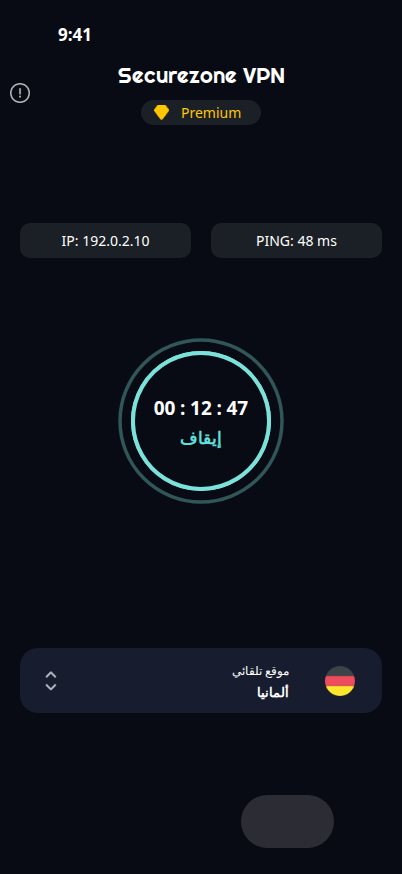 9:41
Securezone VPN
Premium
IP: 192.0.2.10
PING: 48 ms
00 : 12 : 47
إيقاف
موقع تلقائي
ألمانيا